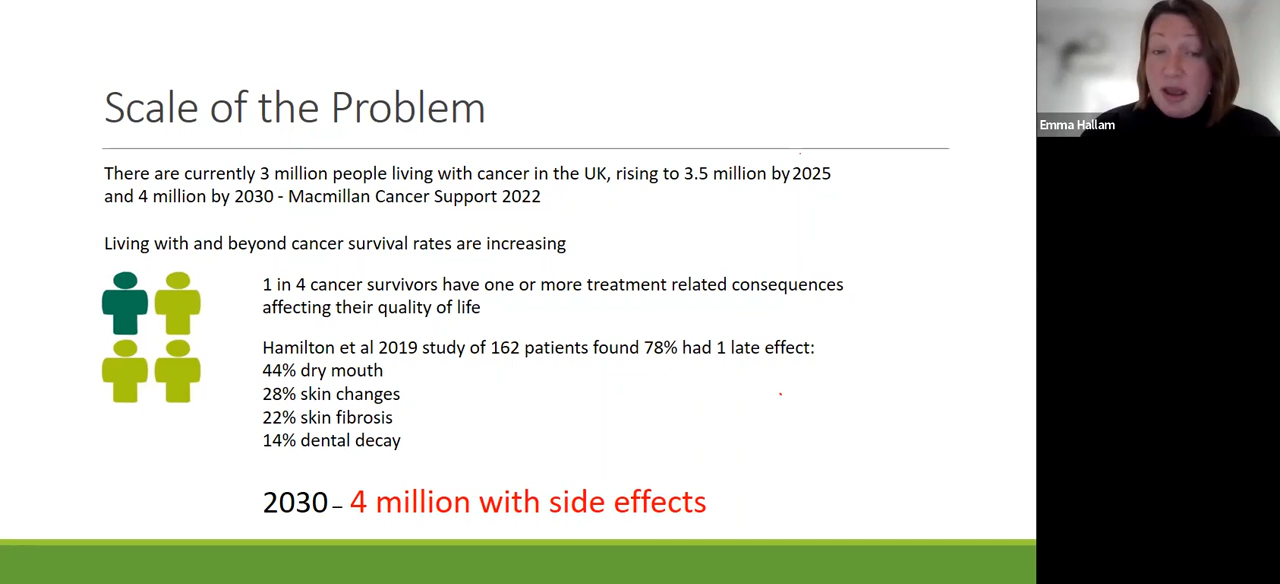 Scale of the Problem
There are currently 3 million people living with cancer in the UK, rising to 3.5 million by 2025
and 4 million by 2030 - Macmillan Cancer Support 2022
Living with and beyond cancer survival rates are increasing
1 in 4 cancer survivors have one or more treatment related consequences
affecting their quality of life
Hamilton et al 2019 study of 162 patients found 78% had 1 late effect:
44% dry mouth
28% skin changes
22% skin fibrosis
14% dental decay
2030 – 4 million with side effects
Emma Hallam